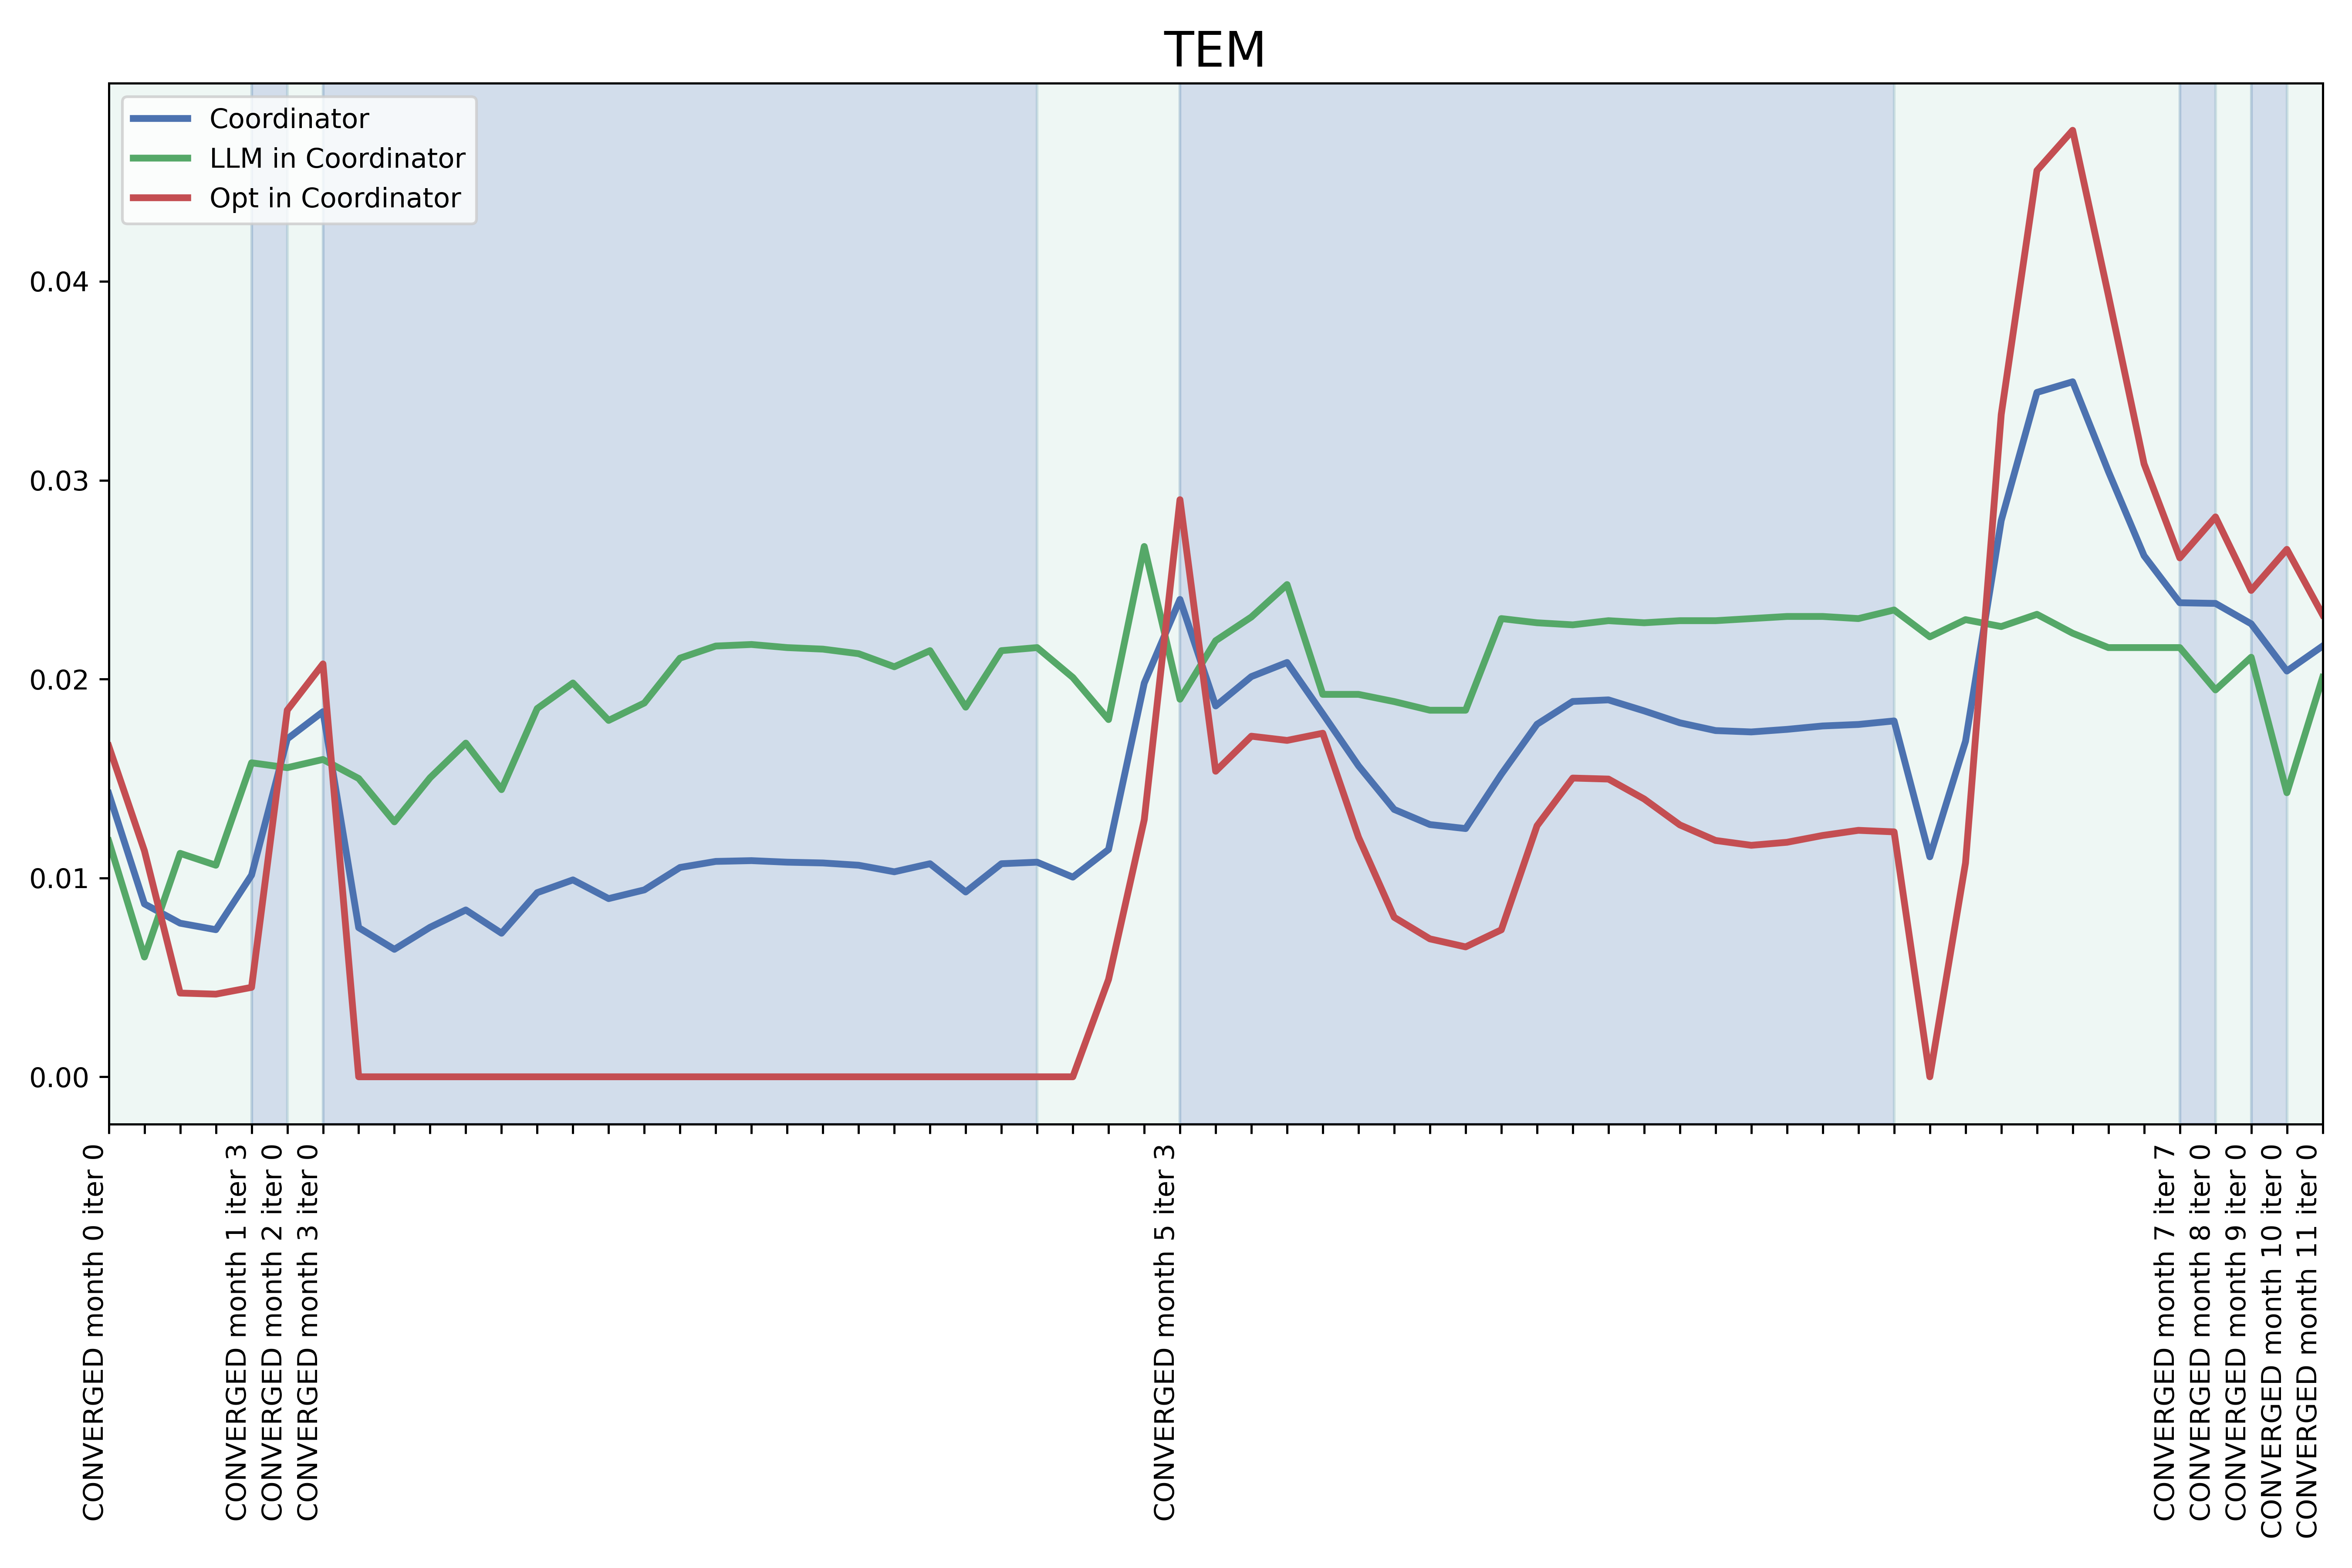 TEM
Coordinator
LLM in Coordinator
Opt in Coordinator
0.04
0.03
0.02
0.01
0.00
CONVERGED month 0 iter 0
CONVERGED month 1 iter 3
CONVERGED month 2 iter 0
CONVERGED month 3 iter 0
CONVERGED month 5 iter 3
CONVERGED month 7 iter 7
CONVERGED month 8 iter 0
CONVERGED month 9 iter 0
CONVERGED month 10 iter 0
CONVERGED month 11 iter 0